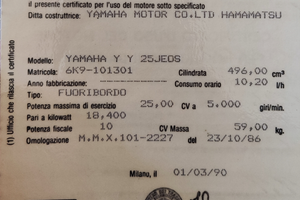 il presente certificato per l'uso del motore sotto specificato
Ditta costruttrice: YAMAHA MOTOR CO.LTD HAMAMATSU
Modello: YAMAHA Y Y 25JEOS
Matricola: 6K9-101301 Cilindrata 496,00 cm³
Anno fabbricazione: Consumo orario 10,20 l/h
Tipo: FUORIBORDO
Potenza massima di esercizio 25,00 CV a 5.000 giri/min.
Pari a kilowatt 18,400
Potenza fiscale 10 CV Massa 59,00 kg.
Omologazione M.M.X.101-2227 del 23/10/86
Milano, il 01/03/90
(1) Ufficio che rilascia il certificato